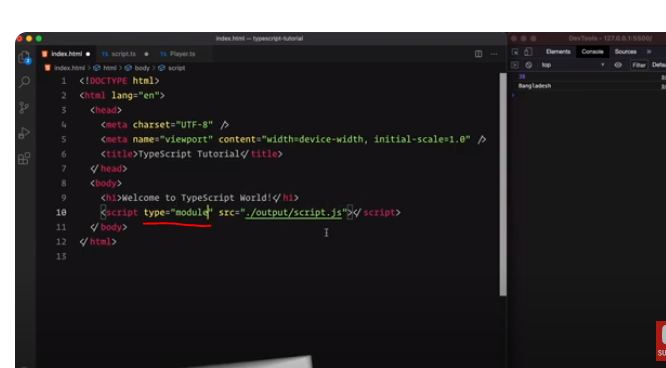 index.html — typescript-tutorial
DevTools - 127.0.0.1:5500/
index.html
TS script.ts
TS Player.ts
Elements Console Sources »
index.html > html > body > script
top
Filter
1 <!DOCTYPE html>
2 <html lang="en">
3 <head>
4 <meta charset="UTF-8" />
5 <meta name="viewport" content="width=device-width, initial-scale=1.0" />
6 <title>TypeScript Tutorial</title>
7 </head>
8 <body>
9 <h1>Welcome to TypeScript World!</h1>
10 <script type="module" src="./output/script.js"></script>
11 </body>
12 </html>
13
Bangladesh